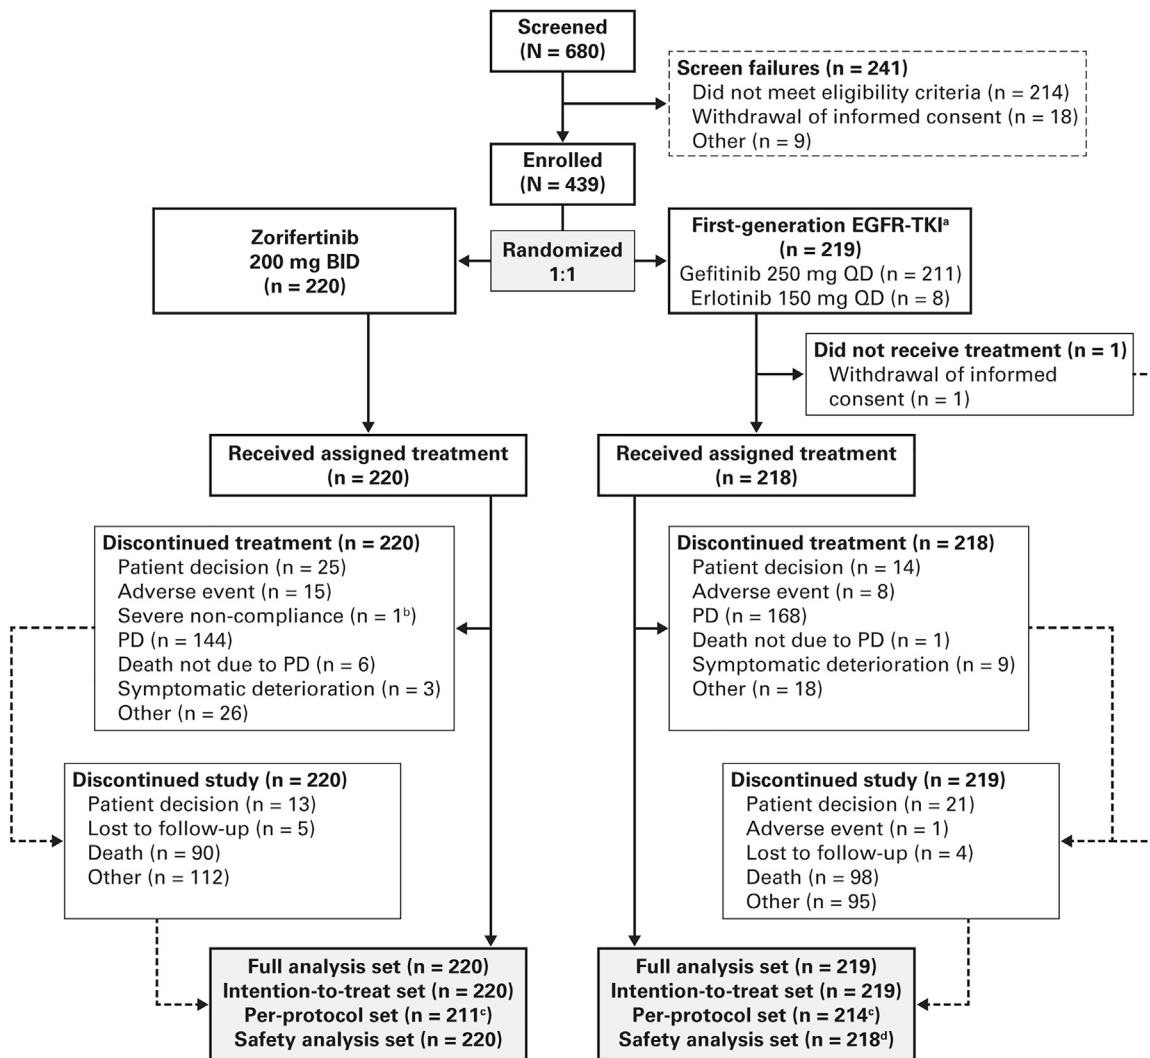 Screened
(N = 680)
Screen failures (n = 241)
Did not meet eligibility criteria (n = 214)
Withdrawal of informed consent (n = 18)
Other (n = 9)
Enrolled
(N = 439)
Zorifertinib
200 mg BID
(n = 220)
Randomized
1:1
First-generation EGFR-TKIᵃ
(n = 219)
Gefitinib 250 mg QD (n = 211)
Erlotinib 150 mg QD (n = 8)
Did not receive treatment (n = 1)
Withdrawal of informed
consent (n = 1)
Received assigned treatment
(n = 220)
Received assigned treatment
(n = 218)
Discontinued treatment (n = 220)
Patient decision (n = 25)
Adverse event (n = 15)
Severe non-compliance (n = 1ᵇ)
PD (n = 144)
Death not due to PD (n = 6)
Symptomatic deterioration (n = 3)
Other (n = 26)
Discontinued treatment (n = 218)
Patient decision (n = 14)
Adverse event (n = 8)
PD (n = 168)
Death not due to PD (n = 1)
Symptomatic deterioration (n = 9)
Other (n = 18)
Discontinued study (n = 220)
Patient decision (n = 13)
Lost to follow-up (n = 5)
Death (n = 90)
Other (n = 112)
Discontinued study (n = 219)
Patient decision (n = 21)
Adverse event (n = 1)
Lost to follow-up (n = 4)
Death (n = 98)
Other (n = 95)
Full analysis set (n = 220)
Intention-to-treat set (n = 220)
Per-protocol set (n = 211ᶜ)
Safety analysis set (n = 220)
Full analysis set (n = 219)
Intention-to-treat set (n = 219)
Per-protocol set (n = 214ᶜ)
Safety analysis set (n = 218ᵈ)